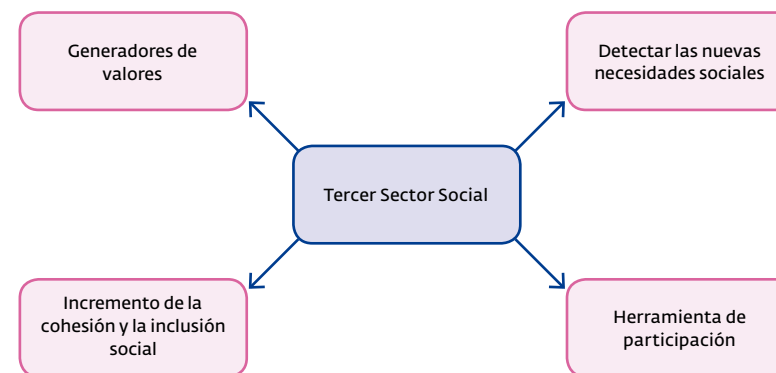 Generadores de
valores
Detectar las nuevas
necesidades sociales
Tercer Sector Social
Incremento de la
cohesión y la inclusión
social
Herramienta de
participación